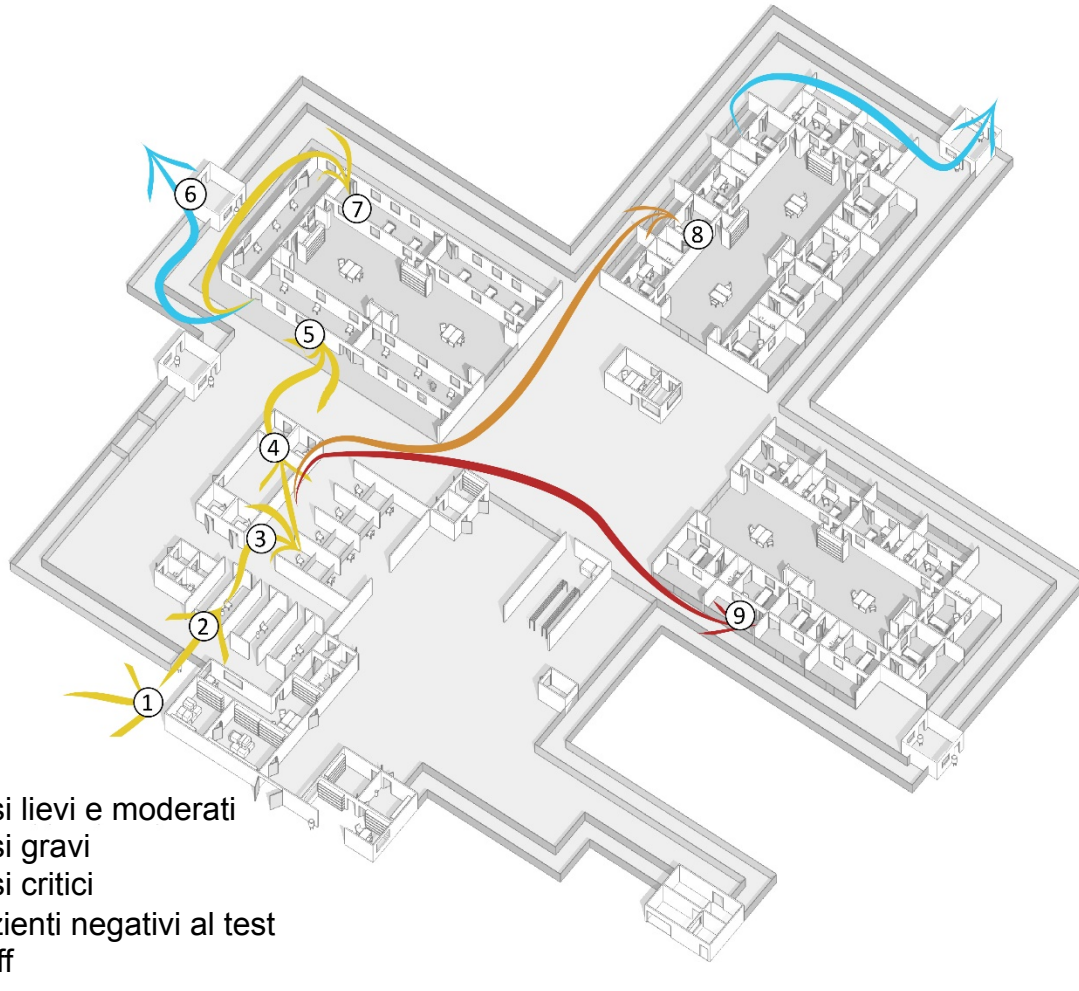 6
7
8
5
4
3
9
2
1
si lievi e moderati
si gravi
si critici
zienti negativi al test
ff